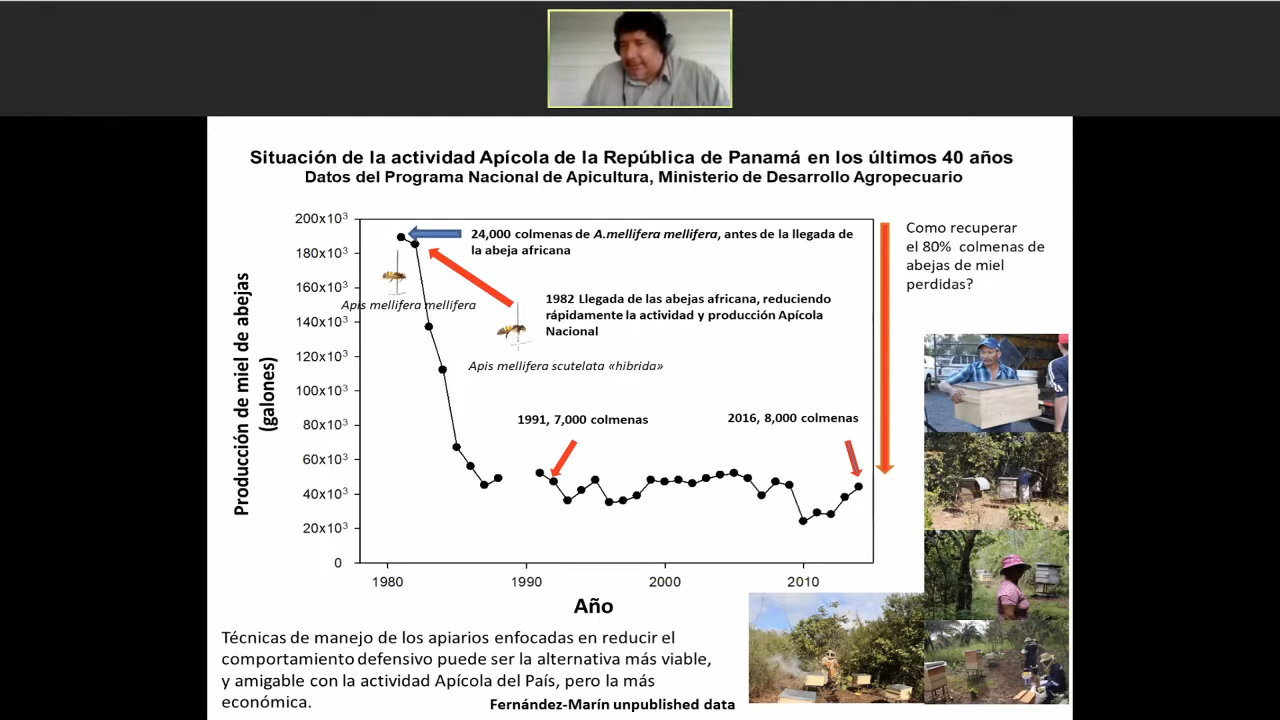 Situación de la actividad Apícola de la República de Panamá en los últimos 40 años
Datos del Programa Nacional de Apicultura, Ministerio de Desarrollo Agropecuario
Producción de miel de abejas
(galones)
200x10³
180x10³
160x10³
140x10³
120x10³
100x10³
80x10³
60x10³
40x10³
20x10³
0
24,000 colmenas de A.mellifera mellifera, antes de la llegada de
la abeja africana
Apis mellifera mellifera
1982 Llegada de las abejas africana, reduciendo
rápidamente la actividad y producción Apícola
Nacional
Apis mellifera scutelata «hibrida»
1991, 7,000 colmenas
2016, 8,000 colmenas
1980
1990
2000
2010
Año
Como recuperar
el 80% colmenas de
abejas de miel
perdidas?
Técnicas de manejo de los apiarios enfocadas en reducir el
comportamiento defensivo puede ser la alternativa más viable,
y amigable con la actividad Apícola del País, pero la más
económica.
Fernández-Marín unpublished data